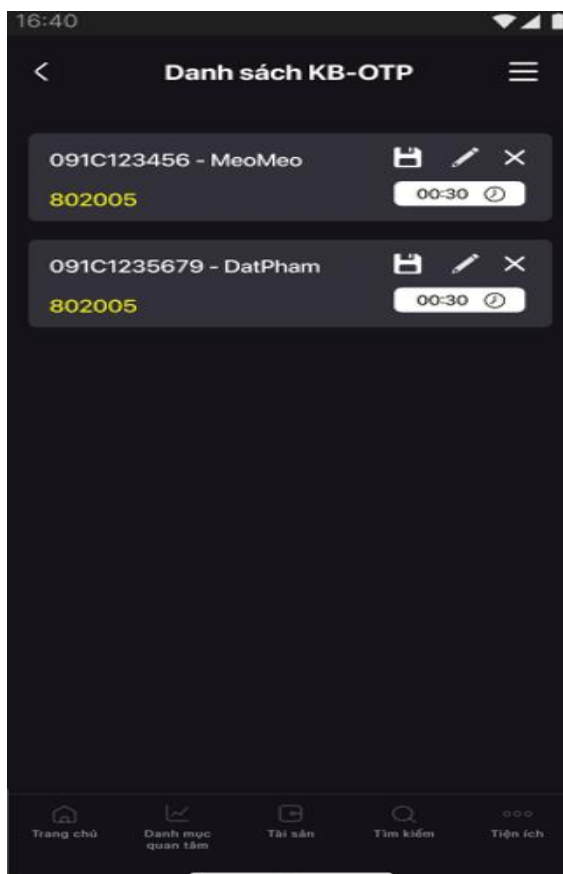 16:40
Danh sách KB-OTP
091C123456 - MeoMeo
802005
00:30
091C1235679 - DatPham
802005
00:30
Trang chủ
Danh mục
quan tâm
Tài sản
Tìm kiếm
Tiện ích